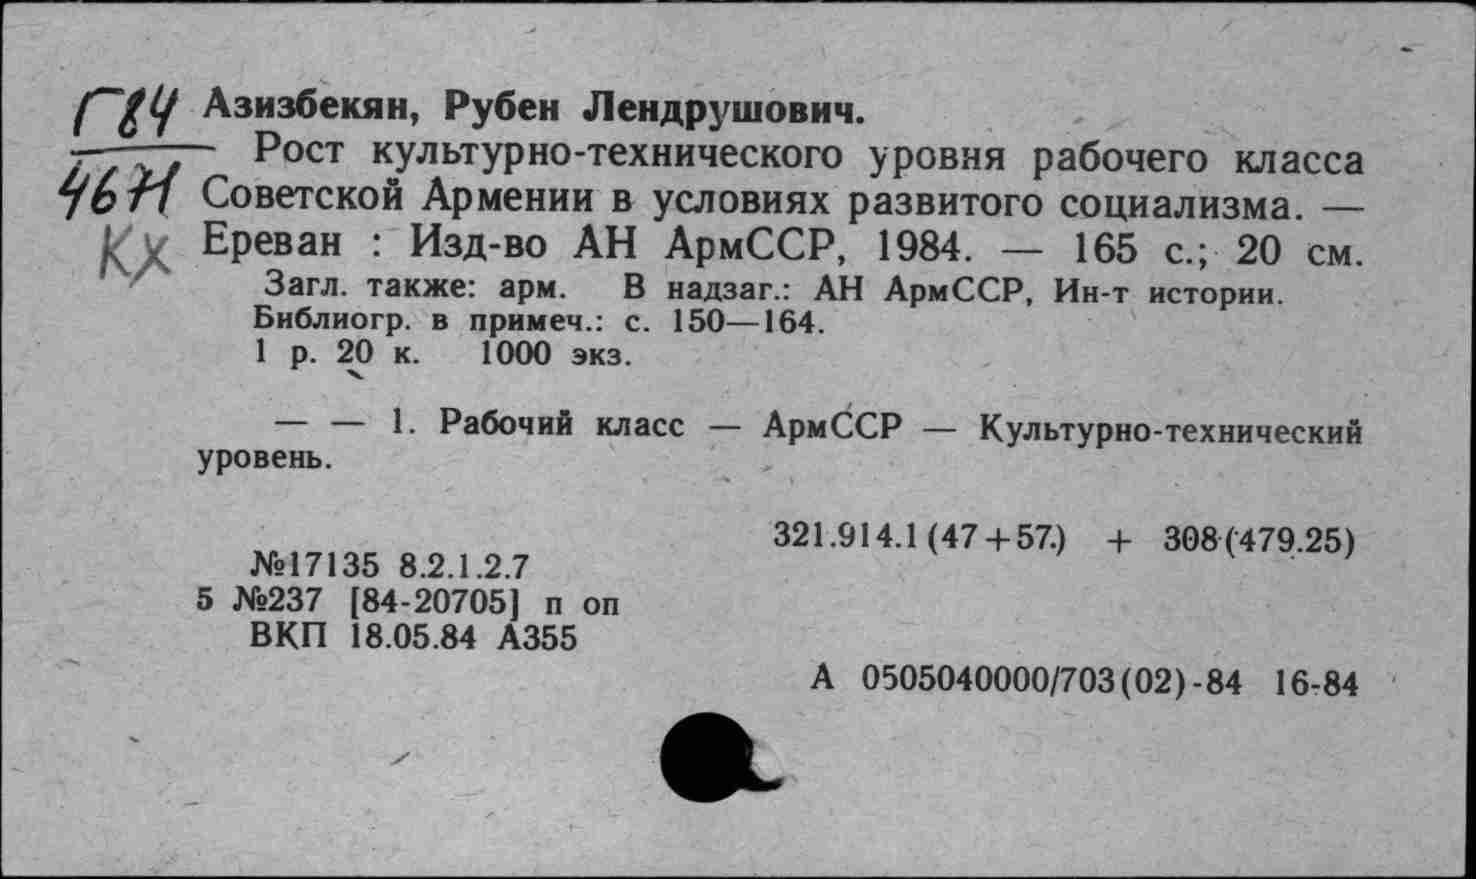 Г84 Азизбекян, Рубен Лендрушович.
Рост культурно-технического уровня рабочего класса
46Н Советской Армении в условиях развитого социализма. —
КХ Ереван : Изд-во АН АрмССР, 1984. — 165 с.; 20 см.
Загл. также: арм. В надзаг.: АН АрмССР, Ин-т истории.
Библиогр. в примеч.: с. 150—164.
1 р. 20 к. 1000 экз.
— — 1. Рабочий класс — АрмССР — Культурно-технический
уровень.
321.914.1(47+57) + 308(479.25)
№17135 8.2.1.2.7
5 №237 [84-20705] п оп
ВКП 18.05.84 А355
А 0505040000/703(02)-84 16-84